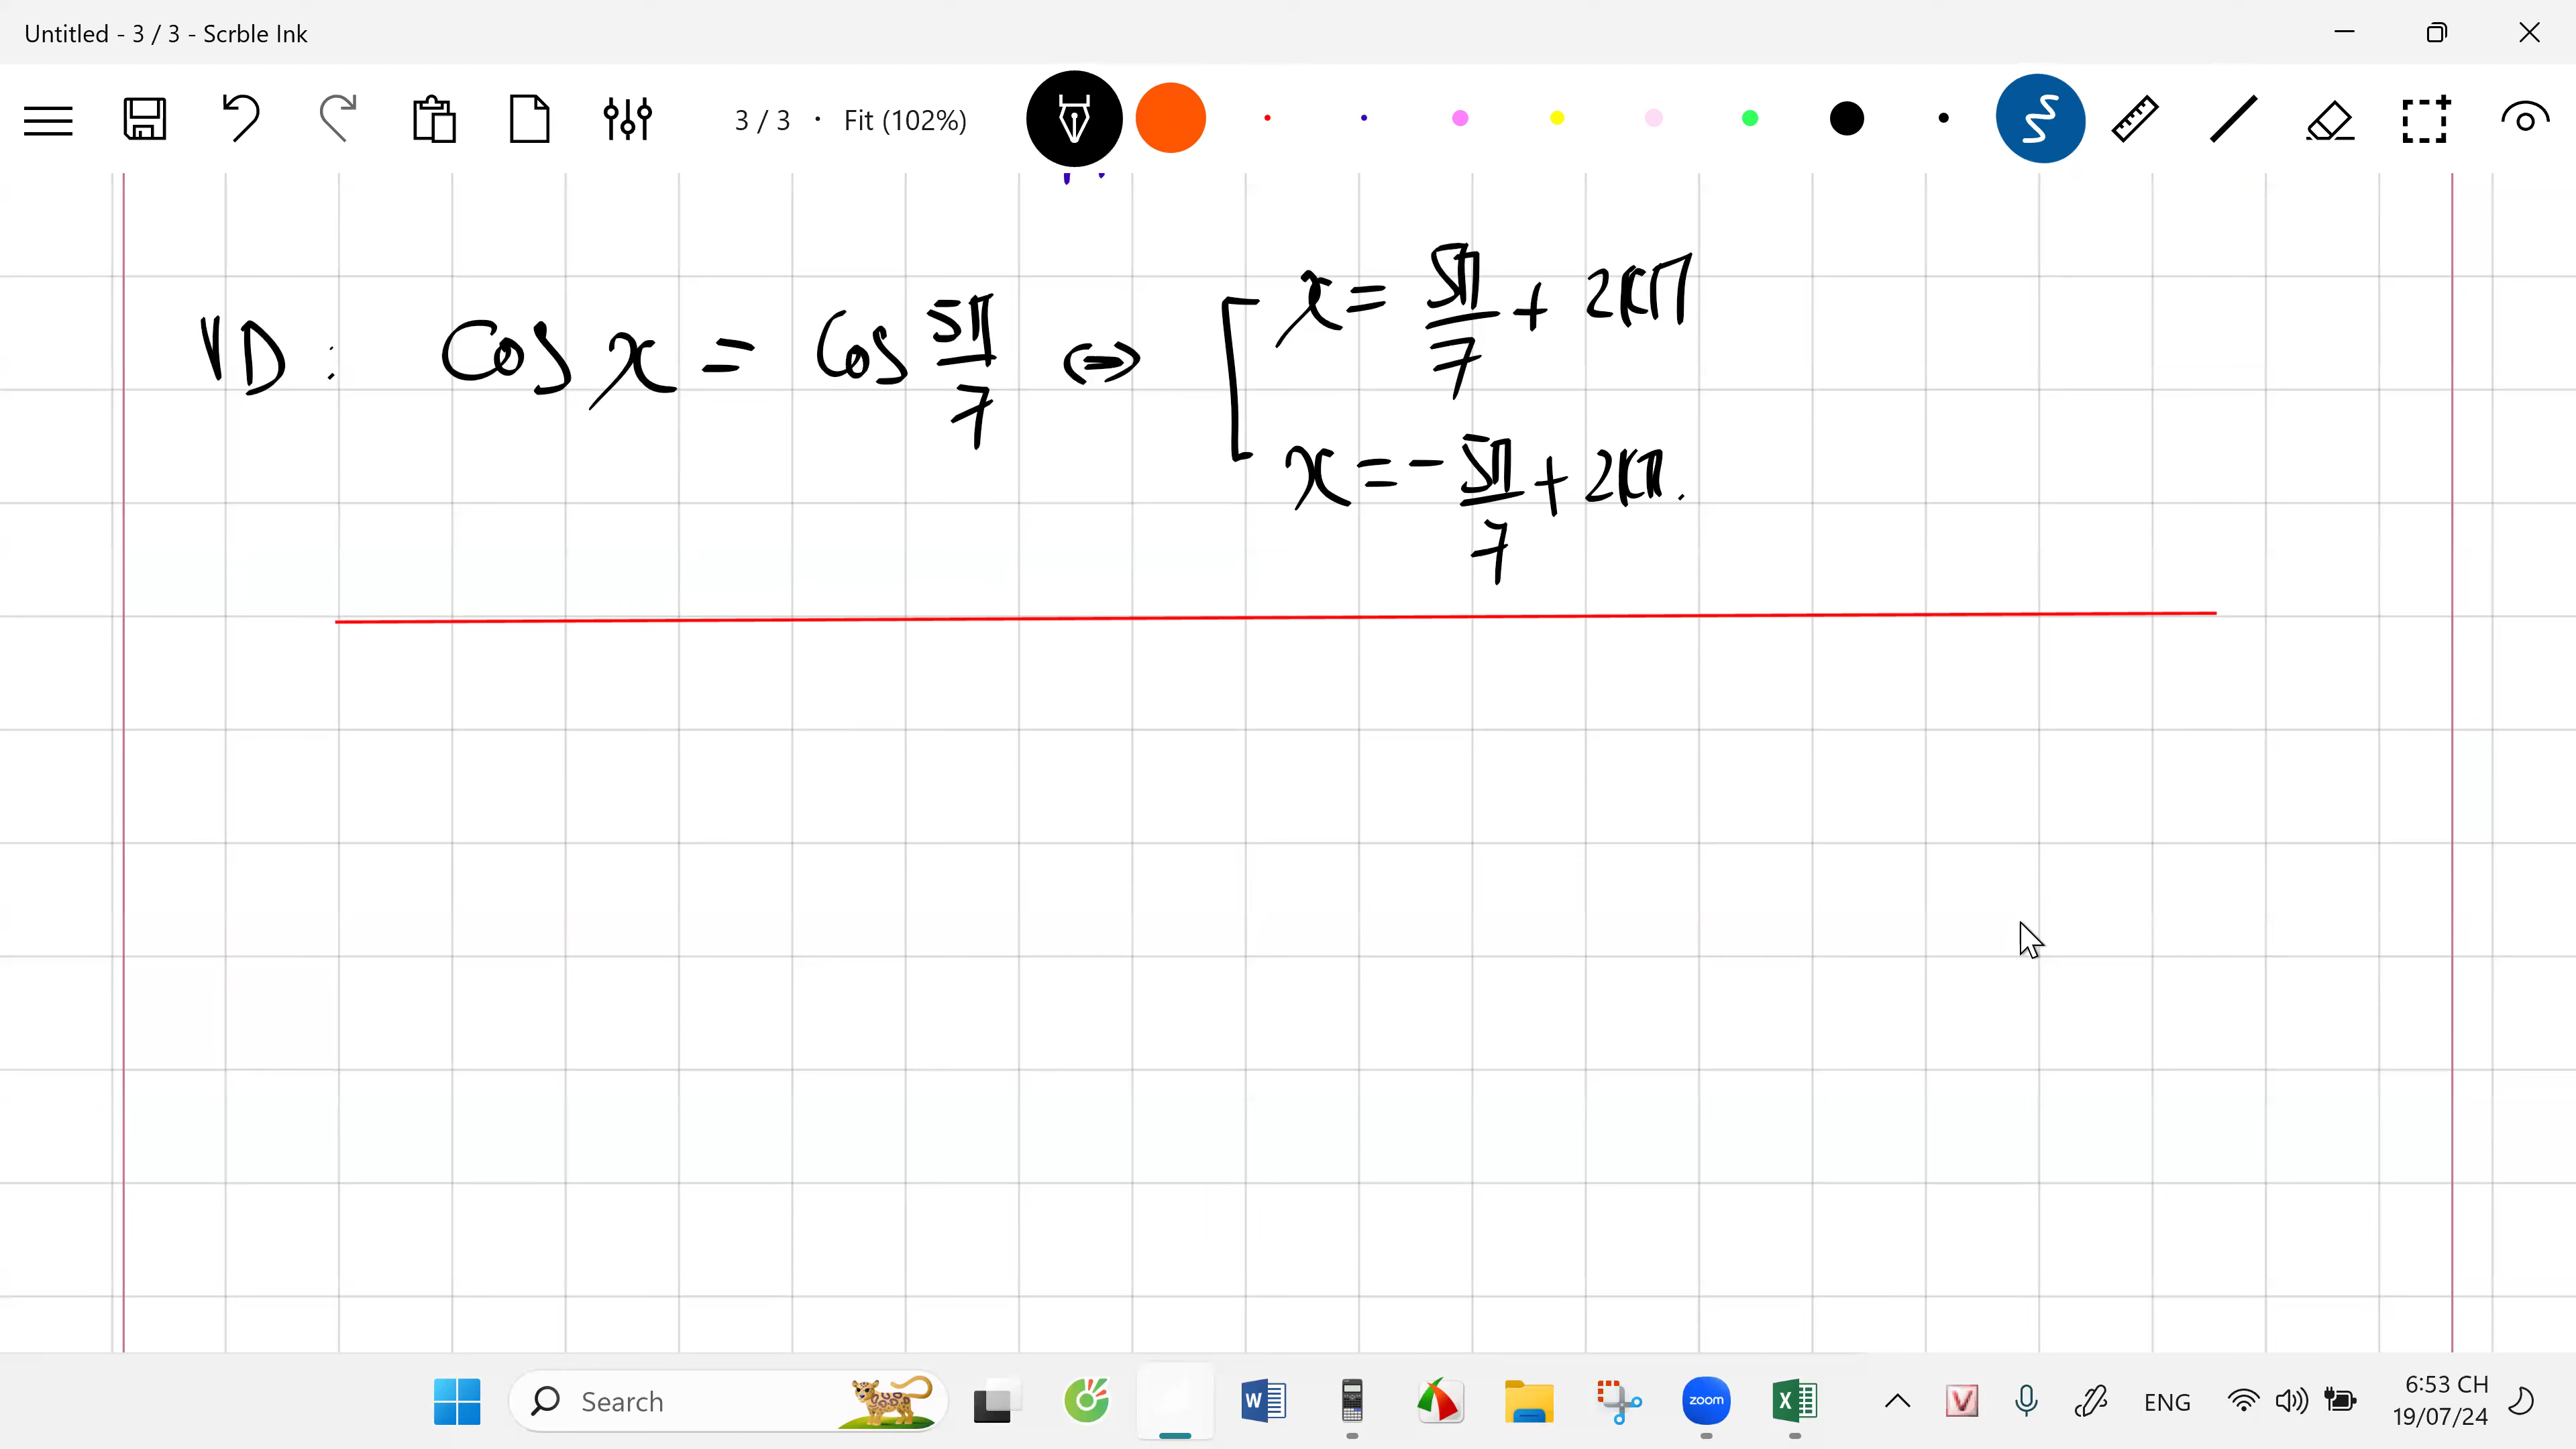 Untitled - 3 / 3 - Scrble Ink
3 / 3 · Fit (102%)
VD : cos x = cos 5π/7 ⇔ [ x = 5π/7 + 2kπ
x = - 5π/7 + 2kπ.
Search
W
zoom
X
V
ENG
6:53 CH
19/07/24